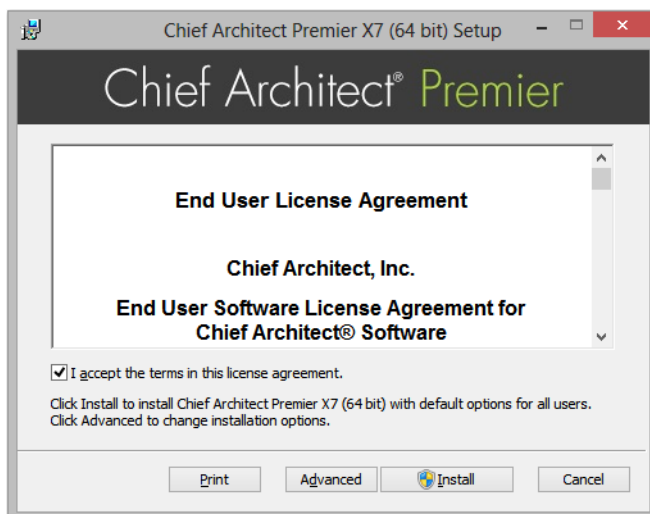 Chief Architect Premier X7 (64 bit) Setup
Chief Architect® Premier
End User License Agreement
Chief Architect, Inc.
End User Software License Agreement for
Chief Architect® Software
I accept the terms in this license agreement.
Click Install to install Chief Architect Premier X7 (64 bit) with default options for all users.
Click Advanced to change installation options.
Print Advanced Install Cancel